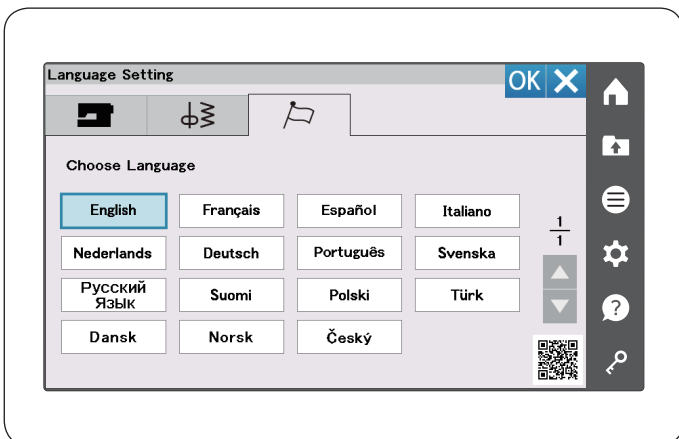 Language Setting
OK
Choose Language
English Français Español Italiano
1
1
Nederlands Deutsch Português Svenska
Русский
Язык
Suomi Polski Türk
?
Dansk Norsk Český